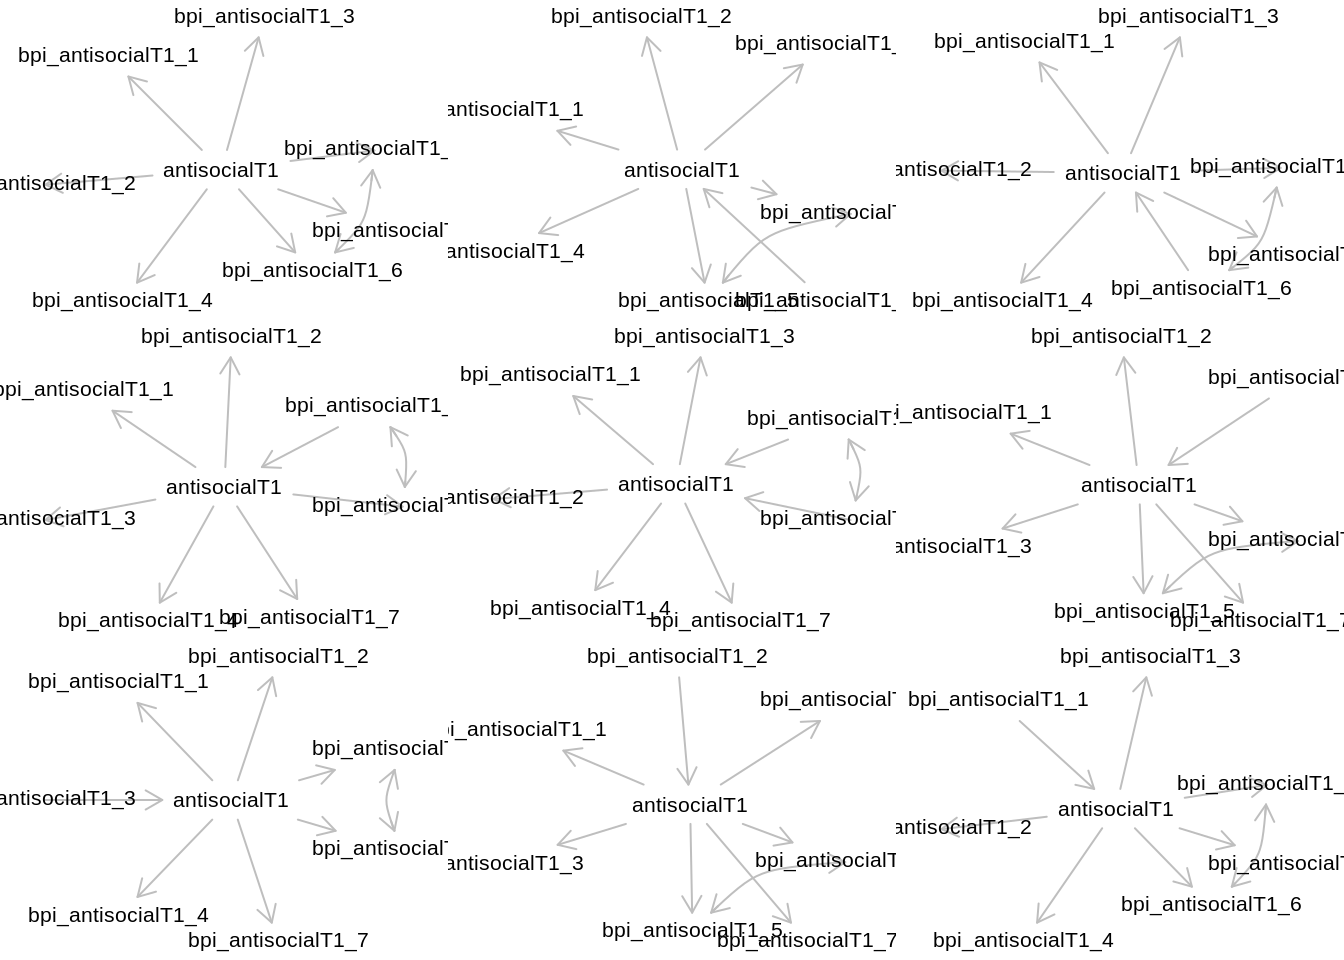 bpi_antisocialT1_3
bpi_antisocialT1_1
bpi_antisocialT1_
antisocialT1
antisocialT1_2
bpi_antisocialT
bpi_antisocialT1_6
bpi_antisocialT1_4
bpi_antisocialT1_2
bpi_antisocialT1_
antisocialT1_1
antisocialT1
bpi_antisocialT
antisocialT1_4
bpi_antisocialT1_5
bpi_antisocialT1_
bpi_antisocialT1_3
bpi_antisocialT1_1
bpi_antisocialT1
antisocialT1_2
antisocialT1
bpi_antisocialT
bpi_antisocialT1_6
bpi_antisocialT1_4
bpi_antisocialT1_2
bpi_antisocialT1_1
bpi_antisocialT1_
antisocialT1
bpi_antisocialT
antisocialT1_3
bpi_antisocialT1_4
bpi_antisocialT1_7
bpi_antisocialT1_3
bpi_antisocialT1_1
bpi_antisocialT1
antisocialT1
antisocialT1_2
bpi_antisocialT
bpi_antisocialT1_4
bpi_antisocialT1_7
bpi_antisocialT1_2
bpi_antisocialT
i_antisocialT1_1
antisocialT1
bpi_antisocialT
antisocialT1_3
bpi_antisocialT1_5
bpi_antisocialT1_7
bpi_antisocialT1_2
bpi_antisocialT1_1
bpi_antisocialT
antisocialT1_3
antisocialT1
bpi_antisocialT
bpi_antisocialT1_4
bpi_antisocialT1_7
bpi_antisocialT1_2
bpi_antisocialT
i_antisocialT1_1
antisocialT1
bpi_antisocialT
antisocialT1_3
bpi_antisocialT1_5
bpi_antisocialT1_7
bpi_antisocialT1_3
bpi_antisocialT1_1
bpi_antisocialT1_
antisocialT1
antisocialT1_2
bpi_antisocialT
bpi_antisocialT1_6
bpi_antisocialT1_4